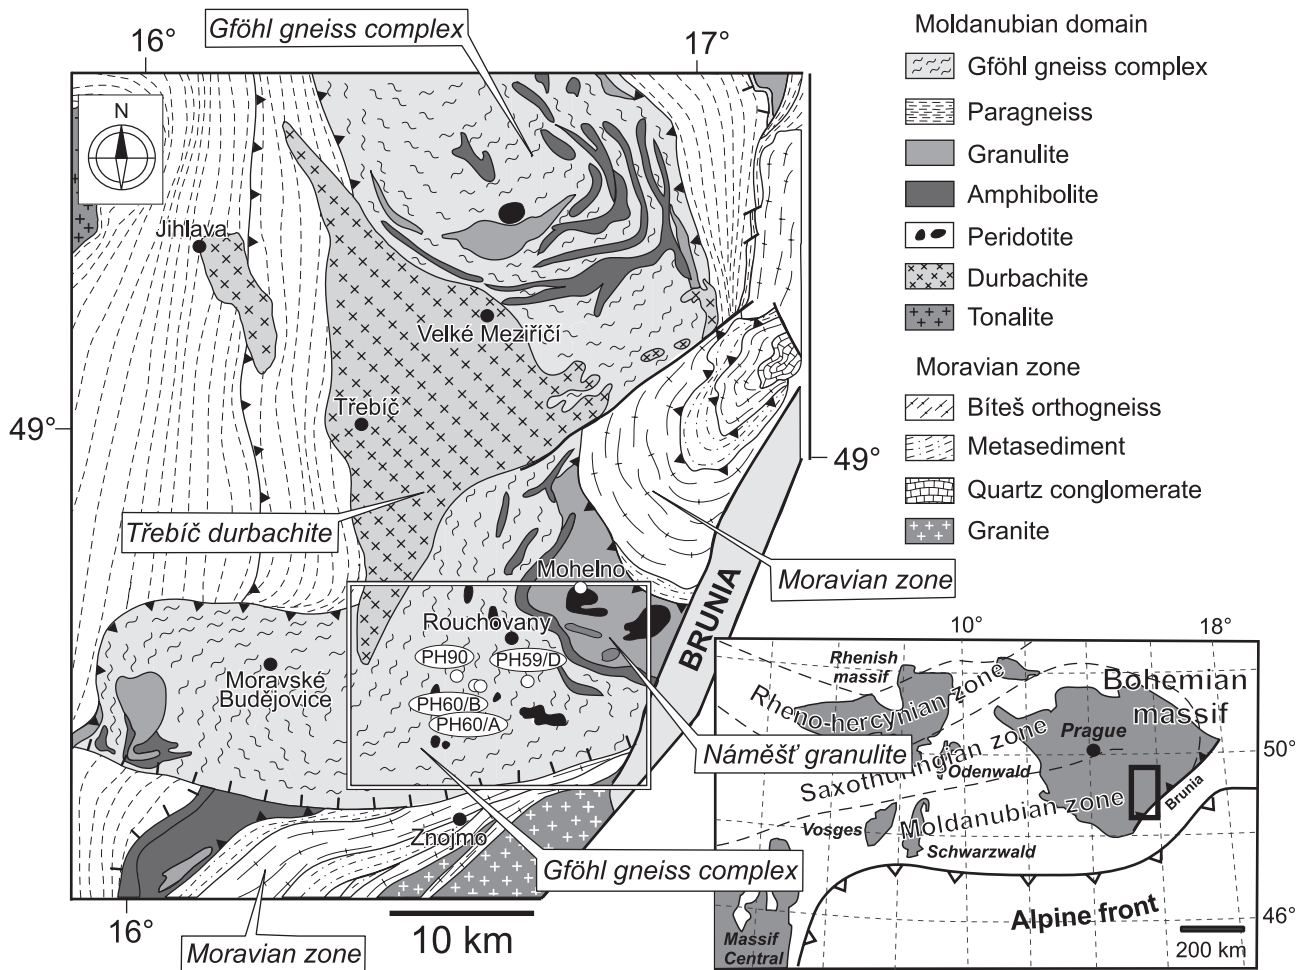 Gföhl gneiss complex
16°
17°
N
Jihlava
Velké Meziříčí
Třebíč
49°
49°
Třebíč durbachite
Moravian zone
Mohelno
Rouchovany
PH90
PH59/D
PH60/B
PH60/A
Moravské
Budějovice
BRUNIA
Náměšť granulite
Znojmo
Gföhl gneiss complex
16°
10 km
Moravian zone
Moldanubian domain
Gföhl gneiss complex
Paragneiss
Granulite
Amphibolite
Peridotite
Durbachite
Tonalite
Moravian zone
Bíteš orthogneiss
Metasediment
Quartz conglomerate
Granite
10°
18°
Rhenish
massif
Rheno-hercynian zone
Bohemian
massif
Prague
50°
Saxothuringian zone
Odenwald
Brunia
Moldanubian zone
Vosges
Schwarzwald
Alpine front
46°
Massif
Central
200 km